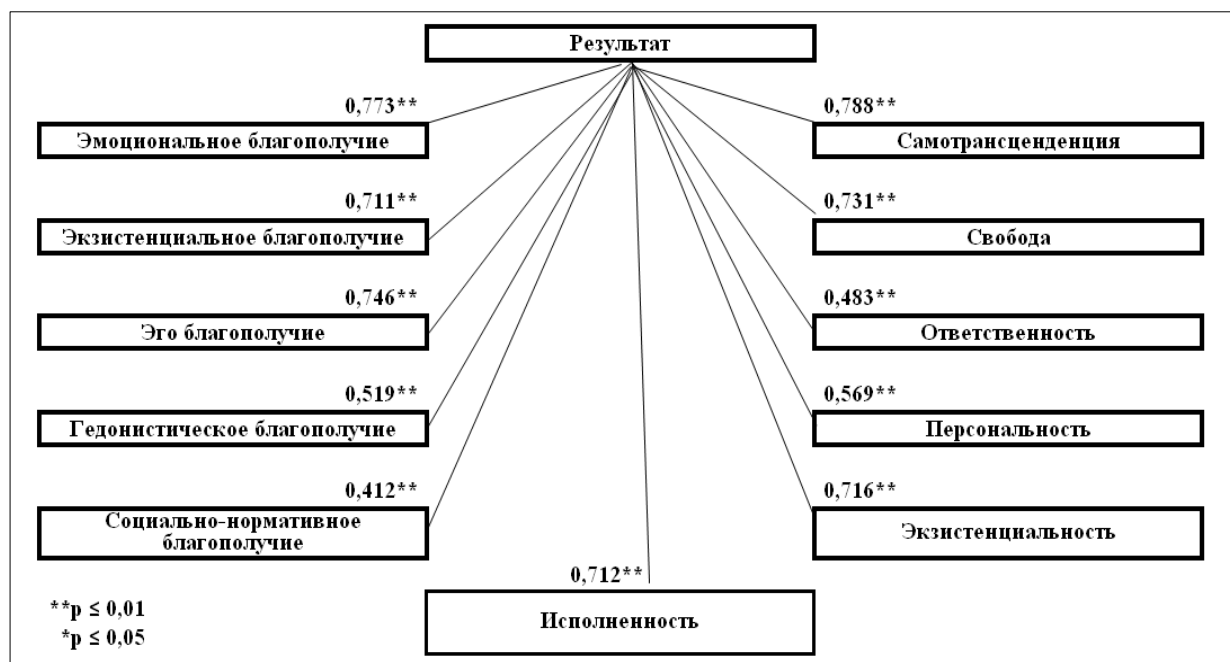 Результат
0,773**
Эмоциональное благополучие
0,711**
Экзистенциальное благополучие
0,746**
Эго благополучие
0,519**
Гедонистическое благополучие
0,412**
Социально-нормативное
благополучие
0,788**
Самотрансценденция
0,731**
Свобода
0,483**
Ответственность
0,569**
Персональность
0,716**
Экзистенциальность
0,712**
Исполненность
**p ≤ 0,01
*p ≤ 0,05